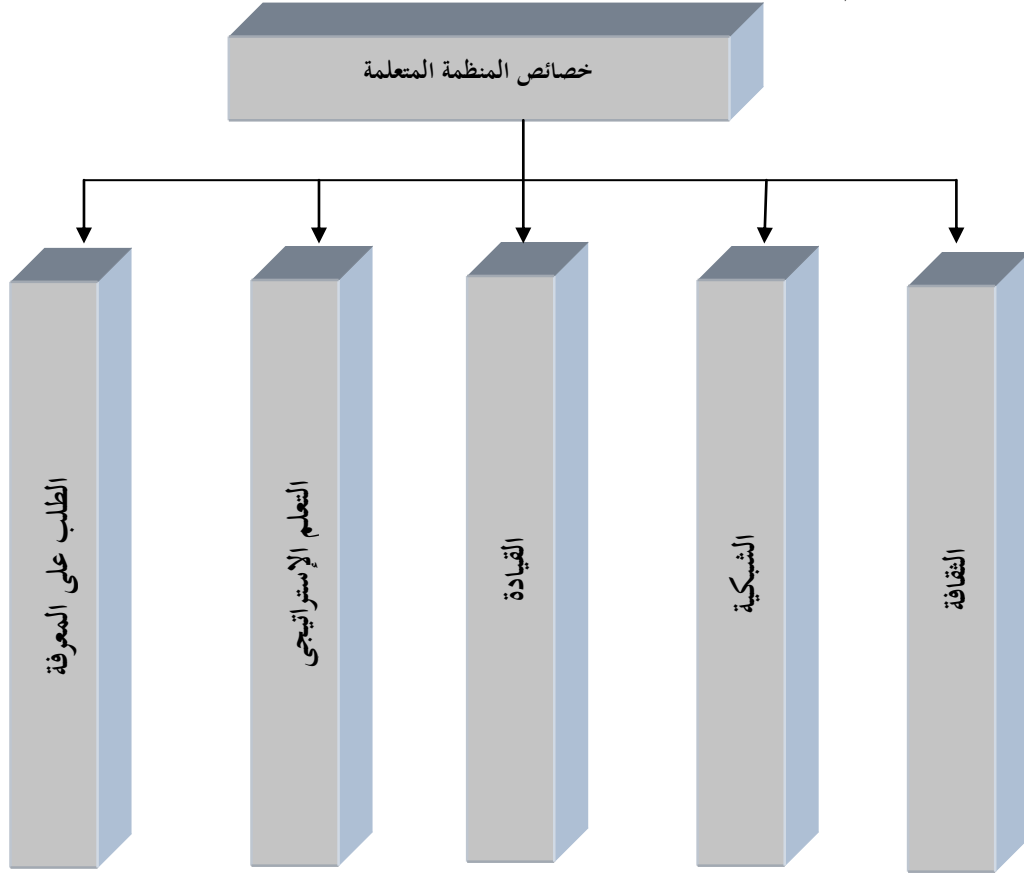 خصائص المنظمة المتعلمة
الثقافة
الشبكية
القيادة
التعلم الإستراتيجى
الطلب على المعرفة